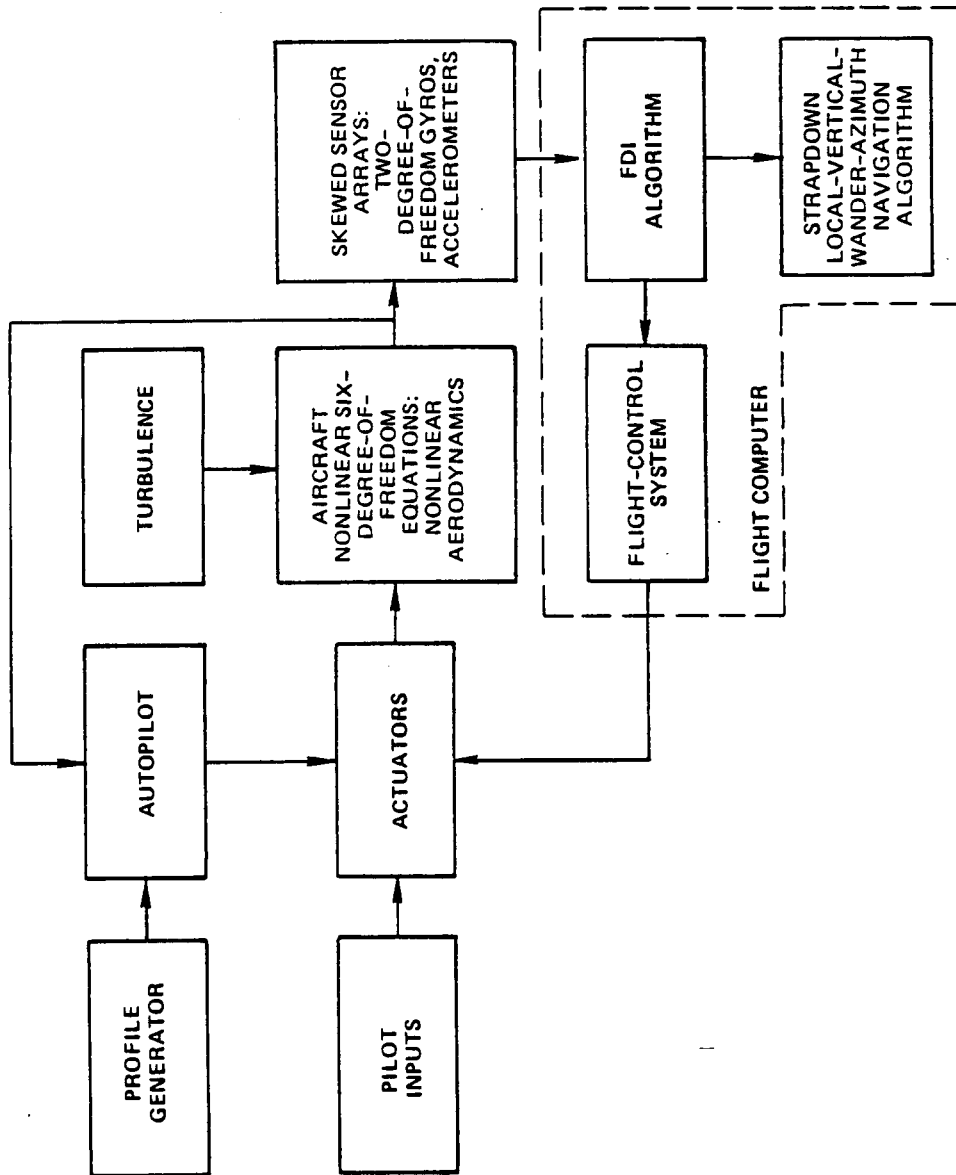 PROFILE
GENERATOR
AUTOPILOT
TURBULENCE
PILOT
INPUTS
ACTUATORS
AIRCRAFT
NONLINEAR SIX-
DEGREE-OF-
FREEDOM
EQUATIONS:
NONLINEAR
AERODYNAMICS
SKEWED SENSOR
ARRAYS:
TWO-
DEGREE-OF-
FREEDOM GYROS,
ACCELEROMETERS
FLIGHT-CONTROL
SYSTEM
FDI
ALGORITHM
FLIGHT COMPUTER
STRAPDOWN
LOCAL-VERTICAL-
WANDER-AZIMUTH
NAVIGATION
ALGORITHM